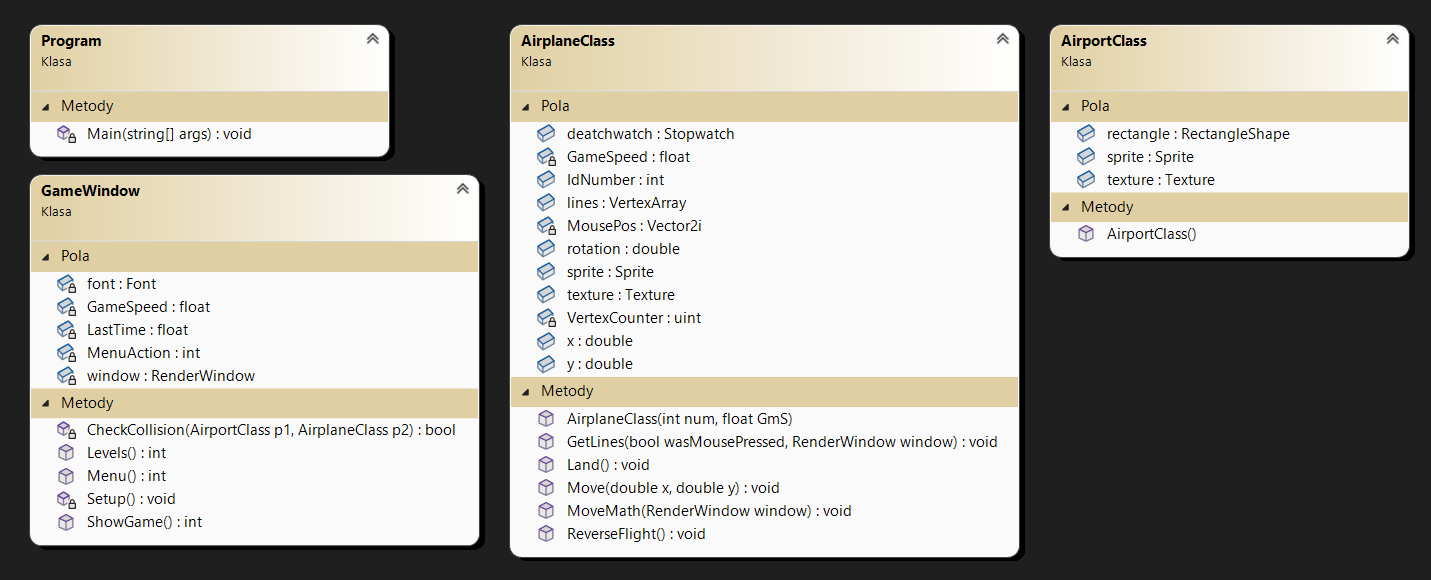 Program
Klasa
Metody
Main(string[] args) : void
GameWindow
Klasa
Pola
font : Font
GameSpeed : float
LastTime : float
MenuAction : int
window : RenderWindow
Metody
CheckCollision(AirportClass p1, AirplaneClass p2) : bool
Levels() : int
Menu() : int
Setup() : void
ShowGame() : int
AirplaneClass
Klasa
Pola
deatchwatch : Stopwatch
GameSpeed : float
IdNumber : int
lines : VertexArray
MousePos : Vector2i
rotation : double
sprite : Sprite
texture : Texture
VertexCounter : uint
x : double
y : double
Metody
AirplaneClass(int num, float GmS)
GetLines(bool wasMousePressed, RenderWindow window) : void
Land() : void
Move(double x, double y) : void
MoveMath(RenderWindow window) : void
ReverseFlight() : void
AirportClass
Klasa
Pola
rectangle : RectangleShape
sprite : Sprite
texture : Texture
Metody
AirportClass()